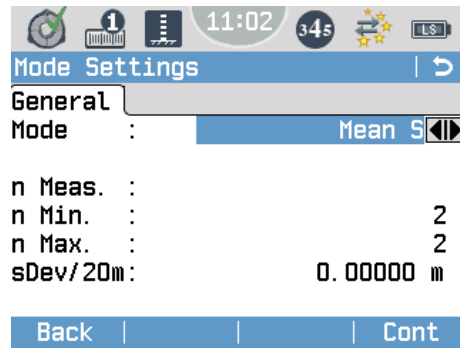 1
11:02
345
LS
Mode Settings
General
Mode : Mean S
n Meas. :
n Min. : 2
n Max. : 2
sDev/20m: 0.00000 m
Back | | | Cont